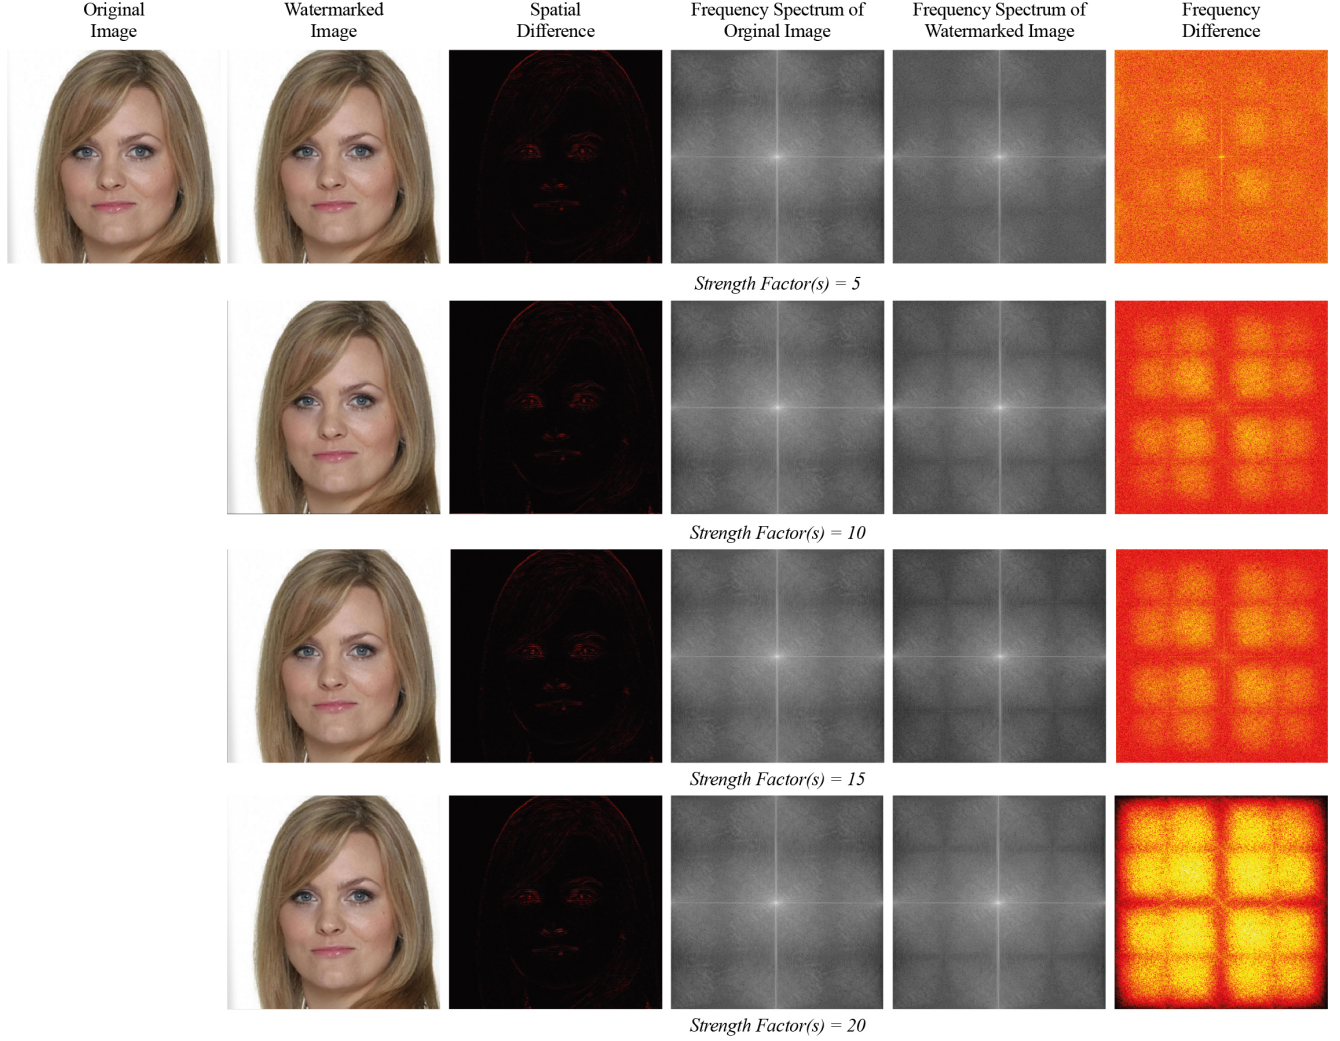 Original
Image
Watermarked
Image
Spatial
Difference
Frequency Spectrum of
Orginal Image
Frequency Spectrum of
Watermarked Image
Frequency
Difference
Strength Factor(s) = 5
Strength Factor(s) = 10
Strength Factor(s) = 15
Strength Factor(s) = 20